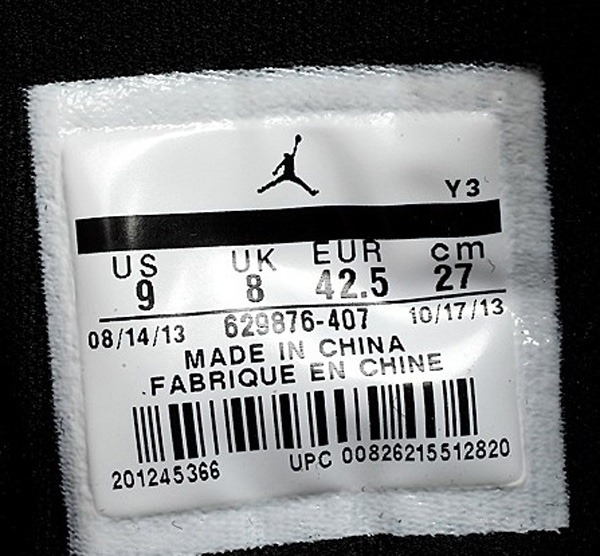 Y3
US UK EUR cm
9 8 42.5 27
08/14/13 629876-407 10/17/13
MADE IN CHINA
FABRIQUE EN CHINE
201245366 UPC 00826215512820